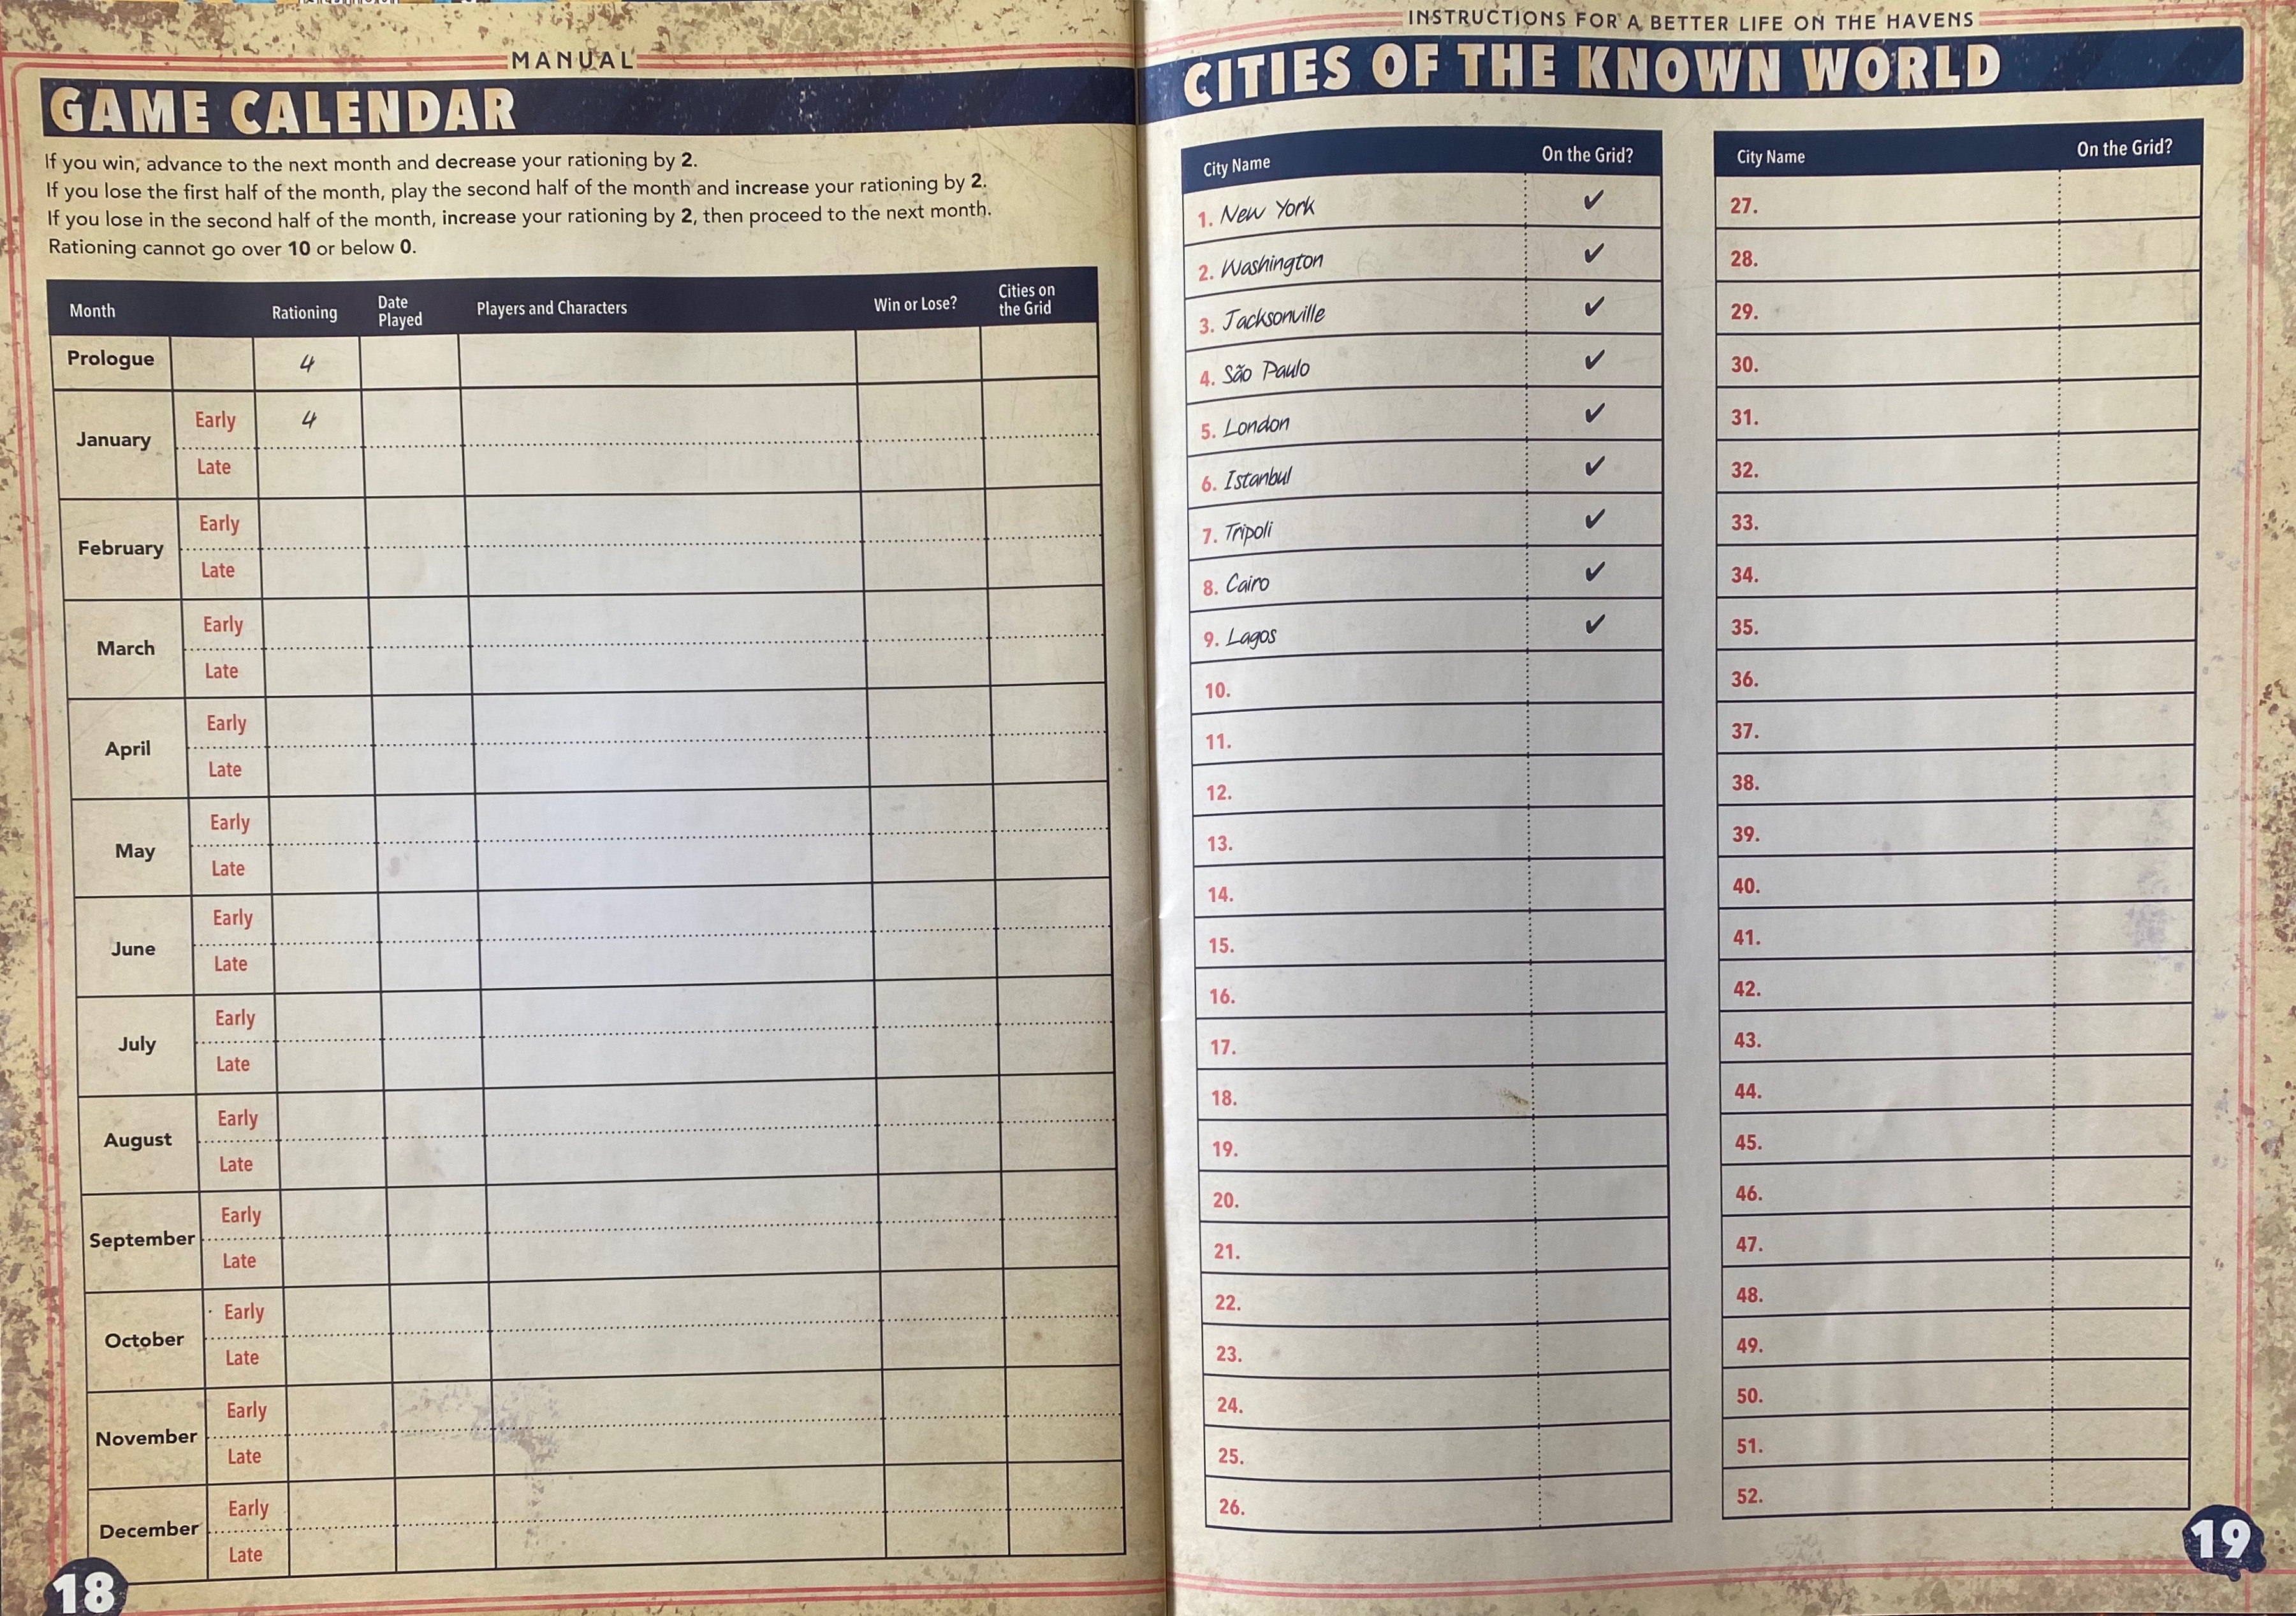 MANUAL
GAME CALENDAR
If you win, advance to the next month and decrease your rationing by 2.
If you lose the first half of the month, play the second half of the month and increase your rationing by 2.
If you lose in the second half of the month, increase your rationing by 2, then proceed to the next month.
Rationing cannot go over 10 or below 0.
Month Rationing Date Played Players and Characters Win or Lose? Cities on the Grid
Prologue 4
January Early 4
Late
February Early
Late
March Early
Late
April Early
Late
May Early
Late
June Early
Late
July Early
Late
August Early
Late
September Early
Late
October Early
Late
November Early
Late
December Early
Late
18
INSTRUCTIONS FOR A BETTER LIFE ON THE HAVENS
CITIES OF THE KNOWN WORLD
City Name On the Grid?
1. New York ✓
2. Washington ✓
3. Jacksonville ✓
4. São Paulo ✓
5. London ✓
6. Istanbul ✓
7. Tripoli ✓
8. Cairo ✓
9. Lagos ✓
10.
11.
12.
13.
14.
15.
16.
17.
18.
19.
20.
21.
22.
23.
24.
25.
26.
City Name On the Grid?
27.
28.
29.
30.
31.
32.
33.
34.
35.
36.
37.
38.
39.
40.
41.
42.
43.
44.
45.
46.
47.
48.
49.
50.
51.
52.
19